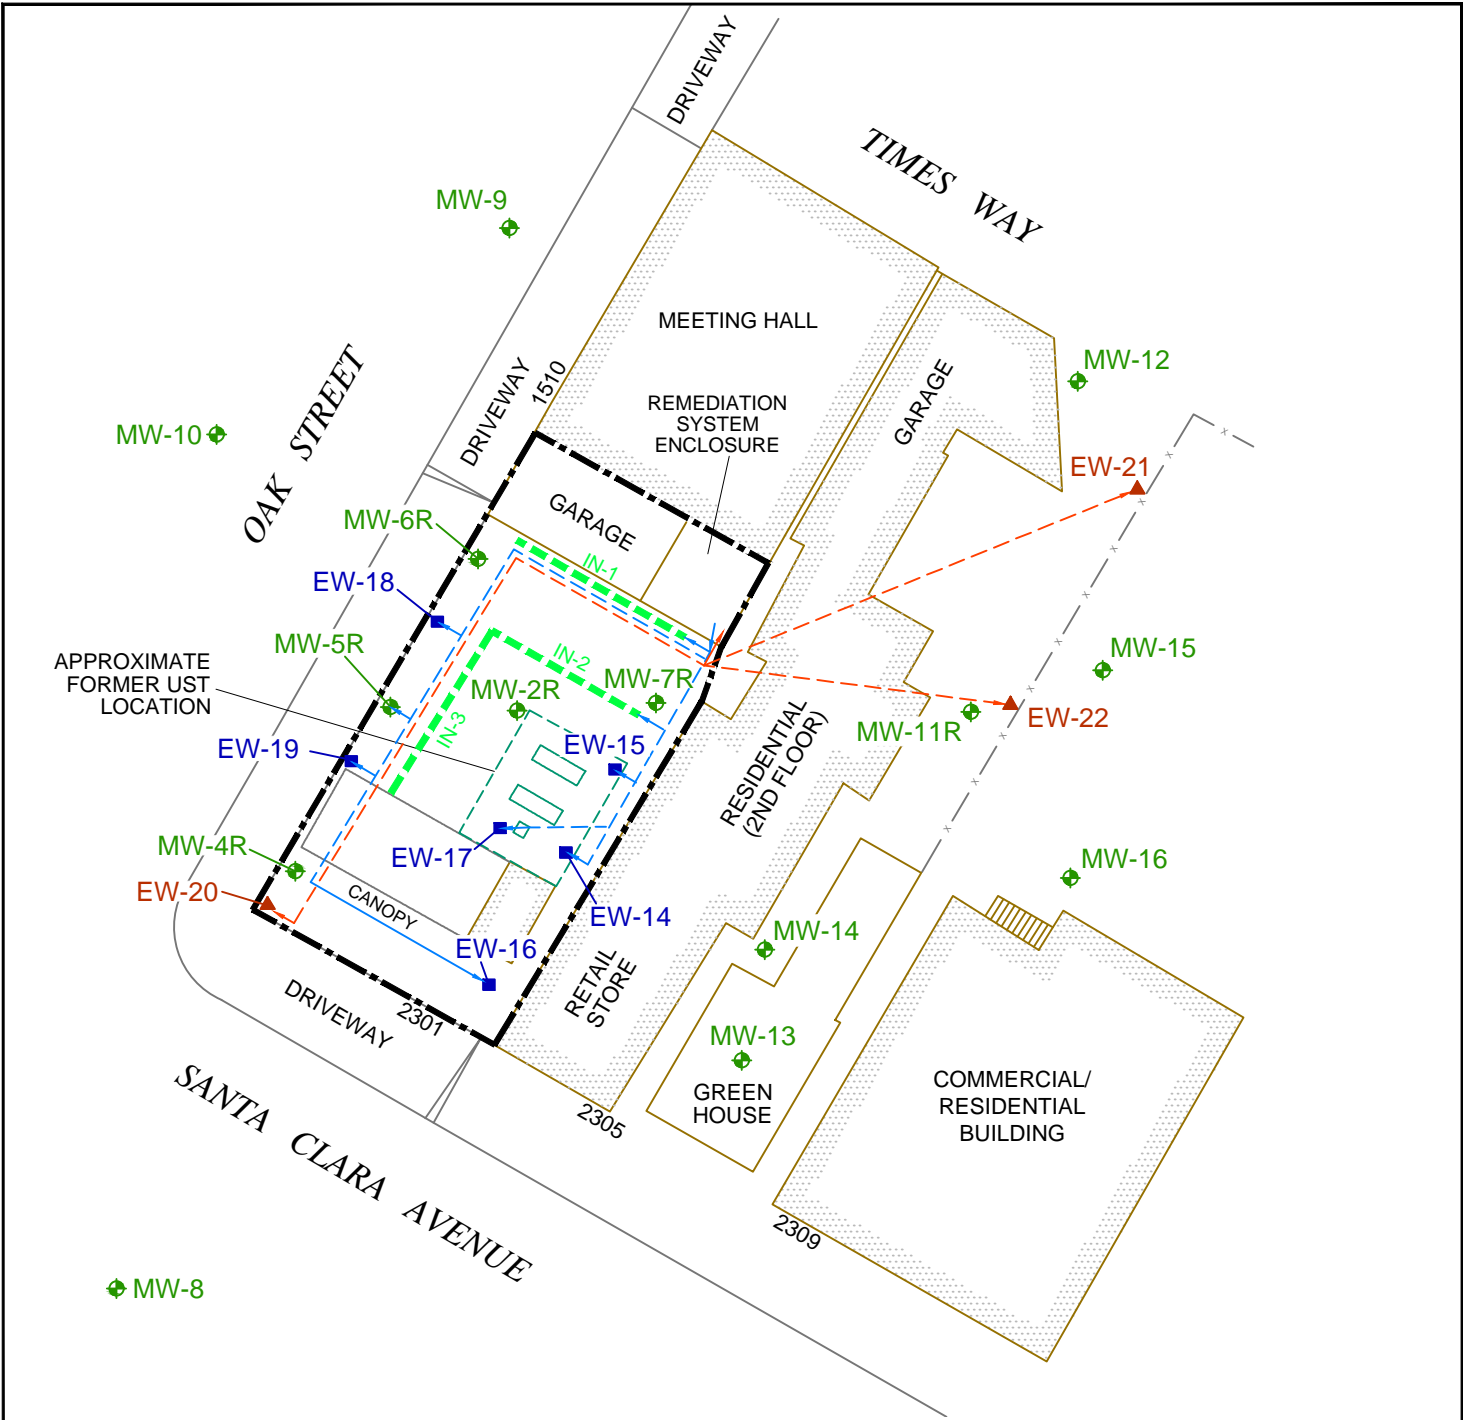 DRIVEWAY
TIMES WAY
MW-9
MEETING HALL
MW-12
OAK STREET
DRIVEWAY
1510
GARAGE
REMEDIATION
SYSTEM
ENCLOSURE
MW-10
EW-21
GARAGE
MW-6R
IN-1
EW-18
MW-5R
IN-2
MW-15
APPROXIMATE
FORMER UST
LOCATION
MW-2R
MW-7R
IN-3
EW-22
MW-11R
EW-19
EW-15
RESIDENTIAL
(2ND FLOOR)
MW-4R
EW-17
MW-16
EW-20
CANOPY
EW-14
EW-16
MW-14
RETAIL
STORE
DRIVEWAY
2301
MW-13
GREEN
HOUSE
COMMERCIAL/
RESIDENTIAL
BUILDING
2305
SANTA CLARA AVENUE
2309
MW-8